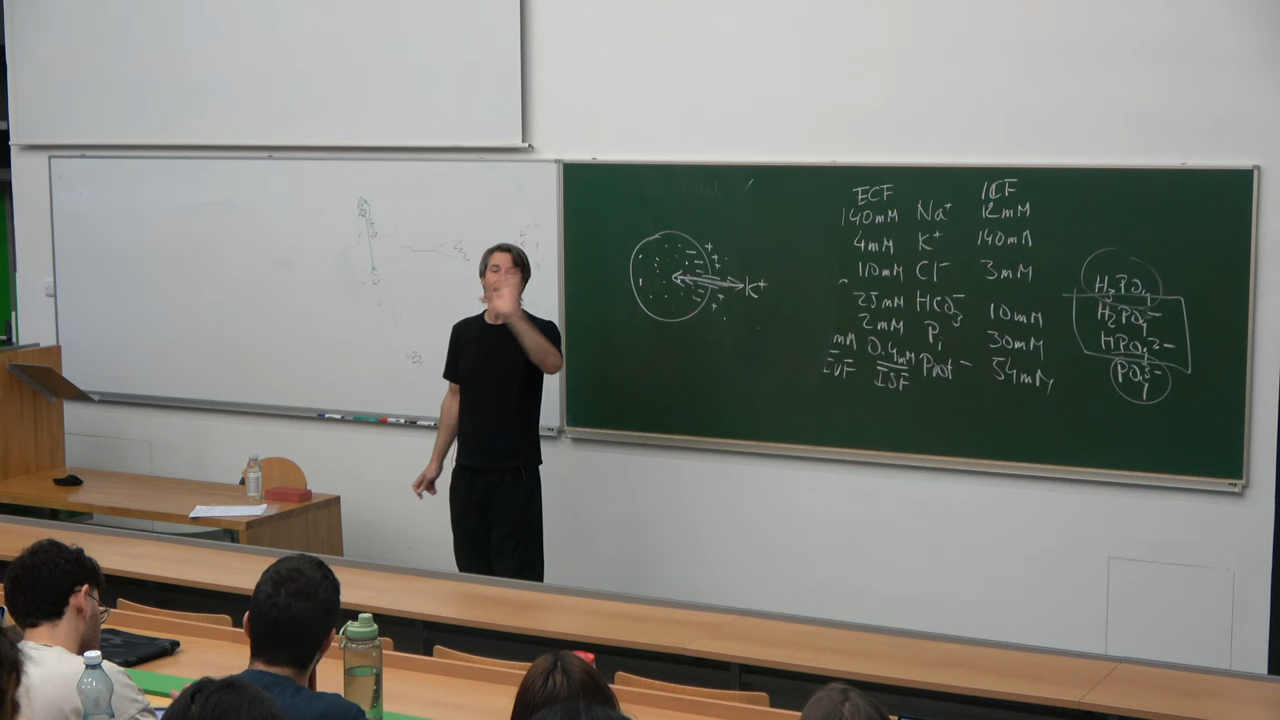 ECF ICF
140mM Na⁺ 12mM
4mM K⁺ 140mM
110mM Cl⁻ 3mM
25mM HCO₃⁻ 10mM
2mM Pᵢ 30mM
mM 0.4mM Prot⁻ 54mM
IVF ISF
K⁺
H₃PO₄
H₂PO₄⁻
HPO₄²⁻
PO₄³⁻